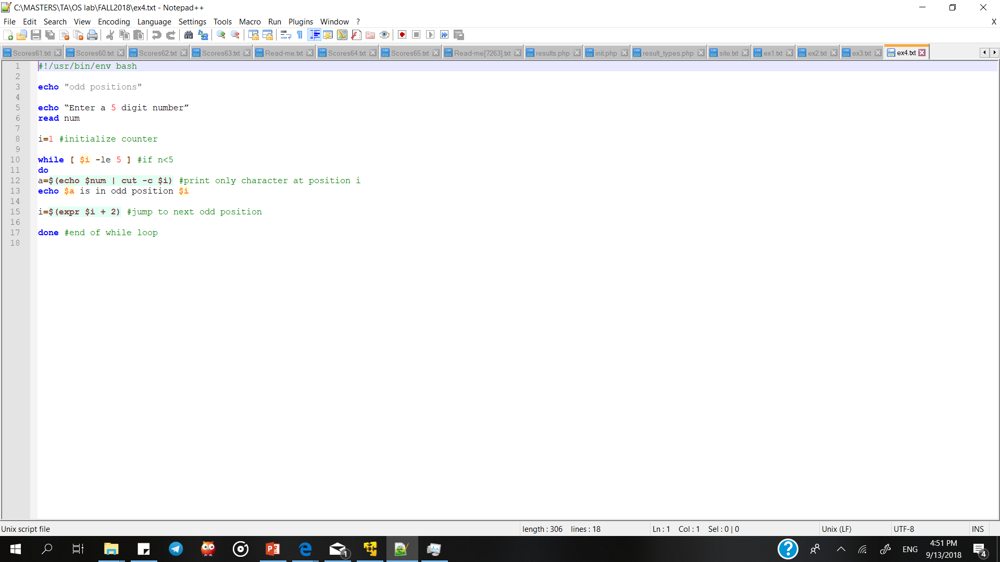 C:\MASTERS\TA\OS lab\FALL2018\ex4.txt - Notepad++
File Edit Search View Encoding Language Settings Tools Macro Run Plugins Window ? X
Scores61.txt Scores60.txt Scores62.txt Scores63.txt Read-me.txt Scores64.txt Scores65.txt Read-me[7263].txt results.php init.php result_types.php site.txt ex1.txt ex2.txt ex3.txt ex4.txt
1 #!/usr/bin/env bash
2
3 echo "odd positions"
4
5 echo “Enter a 5 digit number”
6 read num
7
8 i=1 #initialize counter
9
10 while [ $i -le 5 ] #if n<5
11 do
12 a=$(echo $num | cut -c $i) #print only character at position i
13 echo $a is in odd position $i
14
15 i=$(expr $i + 2) #jump to next odd position
16
17 done #end of while loop
18
Unix script file length : 306 lines : 18 Ln : 1 Col : 1 Sel : 0 | 0 Unix (LF) UTF-8 INS
1 ? ENG 4:51 PM
9/13/2018 4